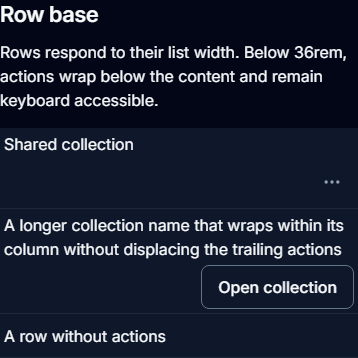 Row base
Rows respond to their list width. Below 36rem,
actions wrap below the content and remain
keyboard accessible.
Shared collection
...
A longer collection name that wraps within its
column without displacing the trailing actions
Open collection
A row without actions